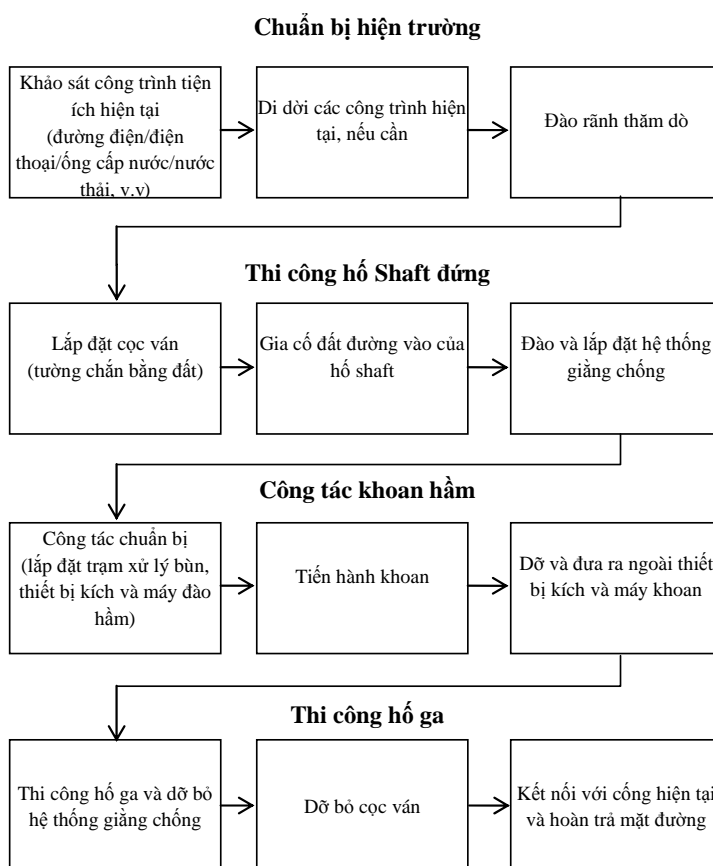 Chuẩn bị hiện trường
Khảo sát công trình tiện
ích hiện tại
(đường điện/điện
thoại/ống cấp nước/nước
thải, v.v)
Di dời các công trình hiện
tại, nếu cần
Đào rãnh thăm dò
Thi công hố Shaft đứng
Lắp đặt cọc ván
(tường chắn bằng đất)
Gia cố đất đường vào của
hố shaft
Đào và lắp đặt hệ thống
giằng chống
Công tác khoan hầm
Công tác chuẩn bị
(lắp đặt trạm xử lý bùn,
thiết bị kích và máy đào
hầm)
Tiến hành khoan
Dỡ và đưa ra ngoài thiết
bị kích và máy khoan
Thi công hố ga
Thi công hố ga và dỡ bỏ
hệ thống giằng chống
Dỡ bỏ cọc ván
Kết nối với cống hiện tại
và hoàn trả mặt đường